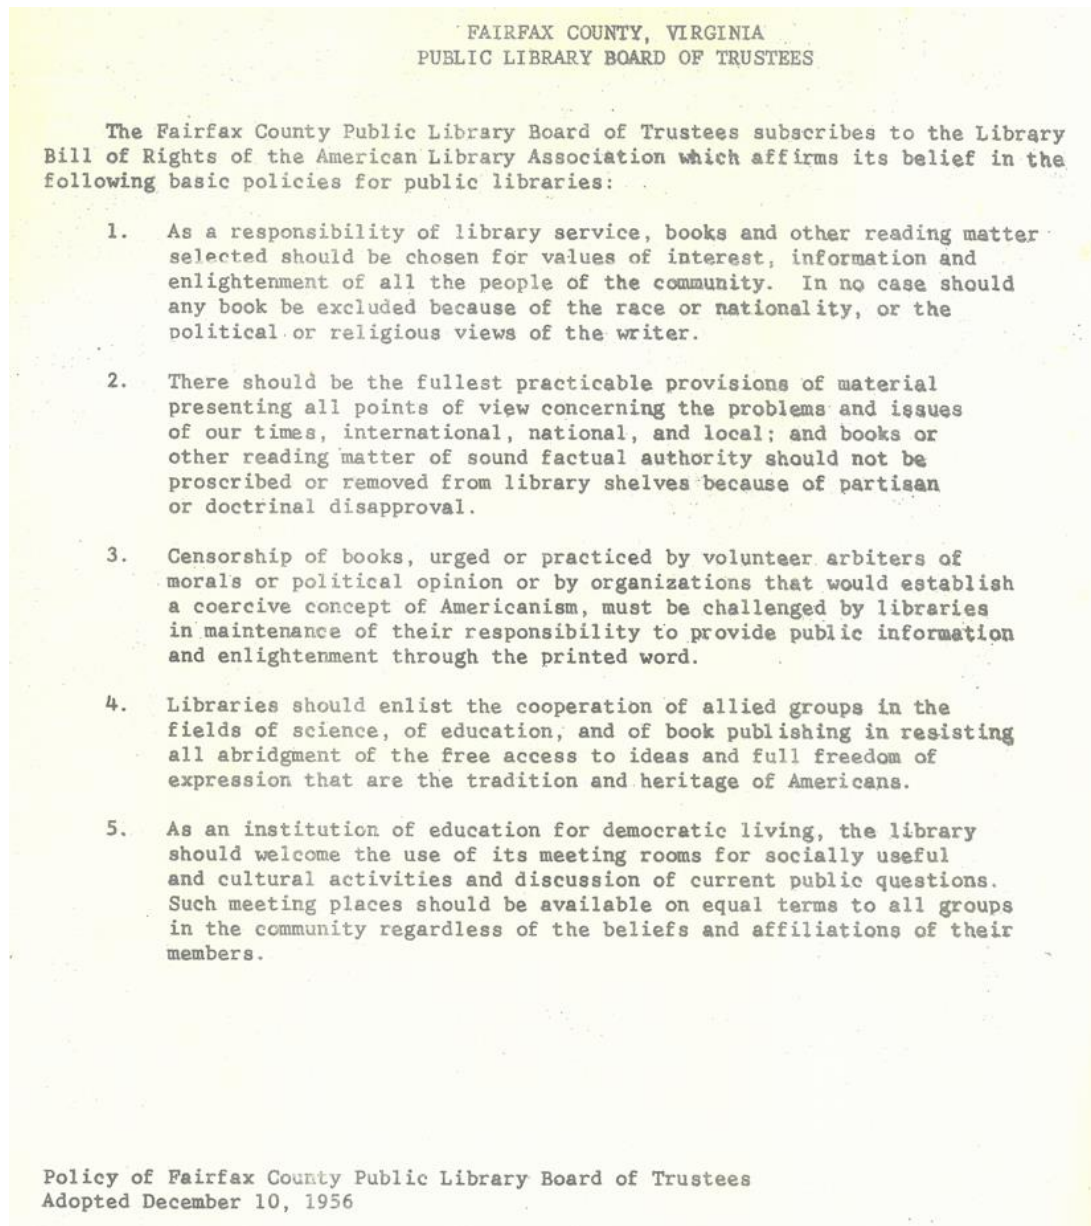 FAIRFAX COUNTY, VIRGINIA
PUBLIC LIBRARY BOARD OF TRUSTEES
The Fairfax County Public Library Board of Trustees subscribes to the Library
Bill of Rights of the American Library Association which affirms its belief in the
following basic policies for public libraries:
1. As a responsibility of library service, books and other reading matter
selected should be chosen for values of interest, information and
enlightenment of all the people of the community. In no case should
any book be excluded because of the race or nationality, or the
political or religious views of the writer.
2. There should be the fullest practicable provisions of material
presenting all points of view concerning the problems and issues
of our times, international, national, and local; and books or
other reading matter of sound factual authority should not be
proscribed or removed from library shelves because of partisan
or doctrinal disapproval.
3. Censorship of books, urged or practiced by volunteer arbiters of
morals or political opinion or by organizations that would establish
a coercive concept of Americanism, must be challenged by libraries
in maintenance of their responsibility to provide public information
and enlightenment through the printed word.
4. Libraries should enlist the cooperation of allied groups in the
fields of science, of education, and of book publishing in resisting
all abridgment of the free access to ideas and full freedom of
expression that are the tradition and heritage of Americans.
5. As an institution of education for democratic living, the library
should welcome the use of its meeting rooms for socially useful
and cultural activities and discussion of current public questions.
Such meeting places should be available on equal terms to all groups
in the community regardless of the beliefs and affiliations of their
members.
Policy of Fairfax County Public Library Board of Trustees
Adopted December 10, 1956